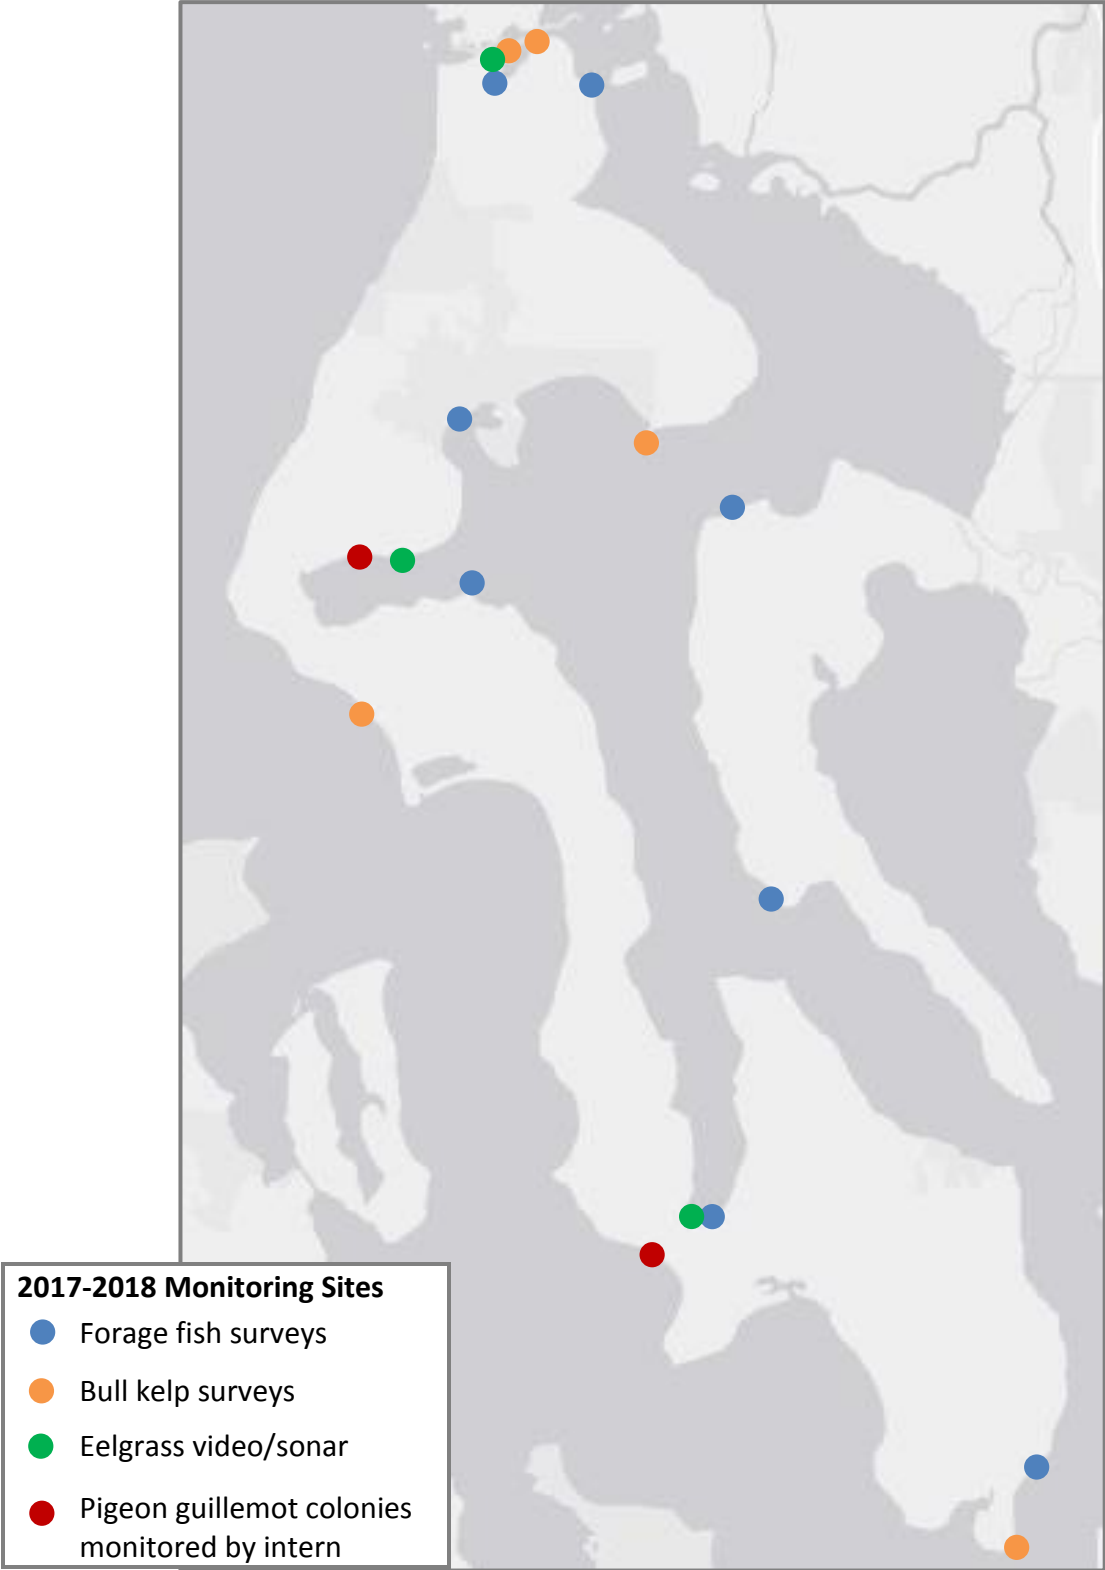 2017-2018 Monitoring Sites
Forage fish surveys
Bull kelp surveys
Eelgrass video/sonar
Pigeon guillemot colonies
monitored by intern